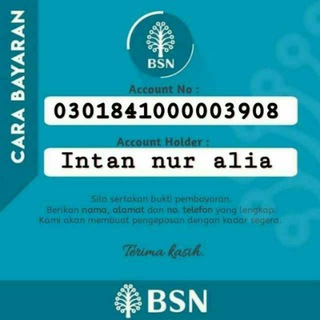 CARA BAYARAN
BSN
Account No :
0301841000003908
Account Holder :
Intan nur alia
Sila sertakan bukti pembayaran.
Berikan nama, alamat dan no. telefon yang lengkap.
Kami akan membuat pengeposan dengan kadar segera.
Terima kasih.
BSN